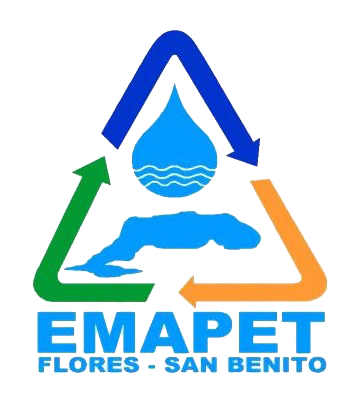 EMAPET
FLORES - SAN BENITO